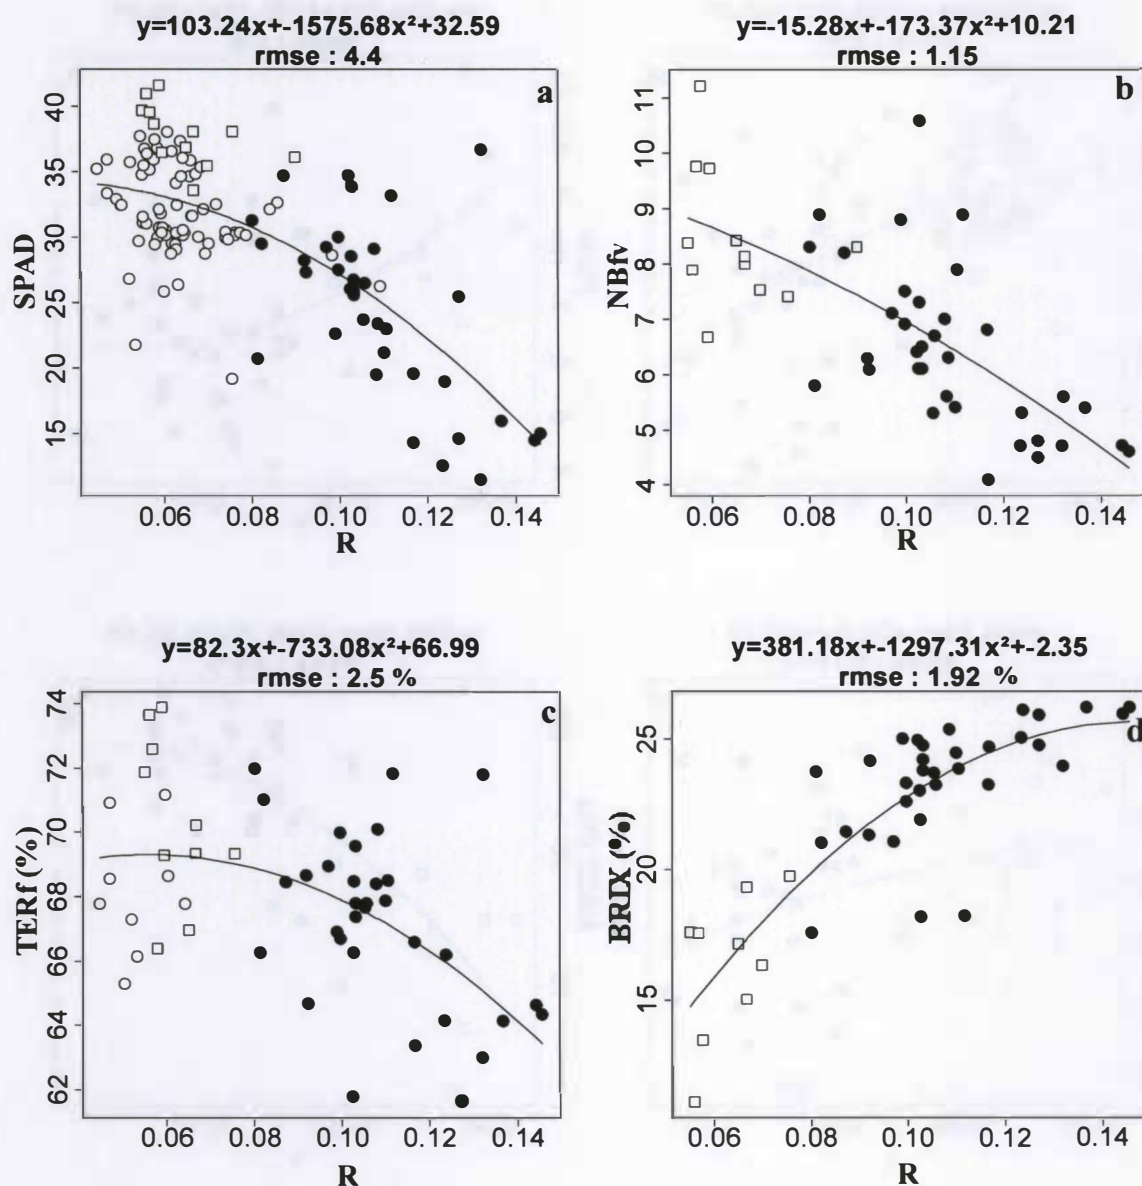 y=103.24x+-1575.68x²+32.59
rmse : 4.4
a
SPAD
40
35
30
25
20
15
0.06 0.08 0.10 0.12 0.14
R
y=-15.28x+-173.37x²+10.21
rmse : 1.15
b
NBfv
11
10
9
8
7
6
5
4
0.06 0.08 0.10 0.12 0.14
R
y=82.3x+-733.08x²+66.99
rmse : 2.5 %
c
TERf (%)
74
72
70
68
66
64
62
0.06 0.08 0.10 0.12 0.14
R
y=381.18x+-1297.31x²+-2.35
rmse : 1.92 %
d
BRIX (%)
25
20
15
0.06 0.08 0.10 0.12 0.14
R